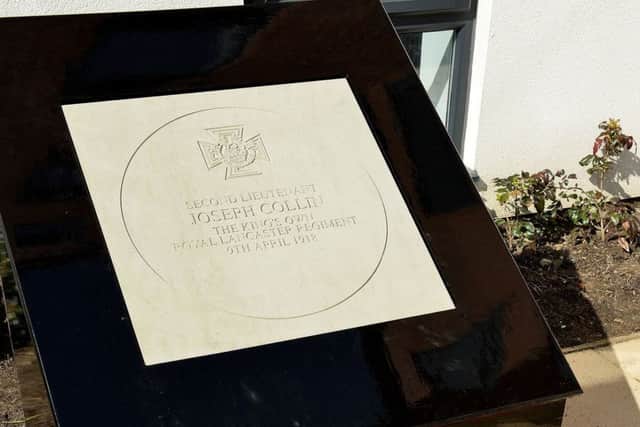 SECOND LIEUTENANT
JOSEPH COLLIN
THE KING'S OWN
ROYAL LANCASTER REGIMENT
9TH APRIL 1918